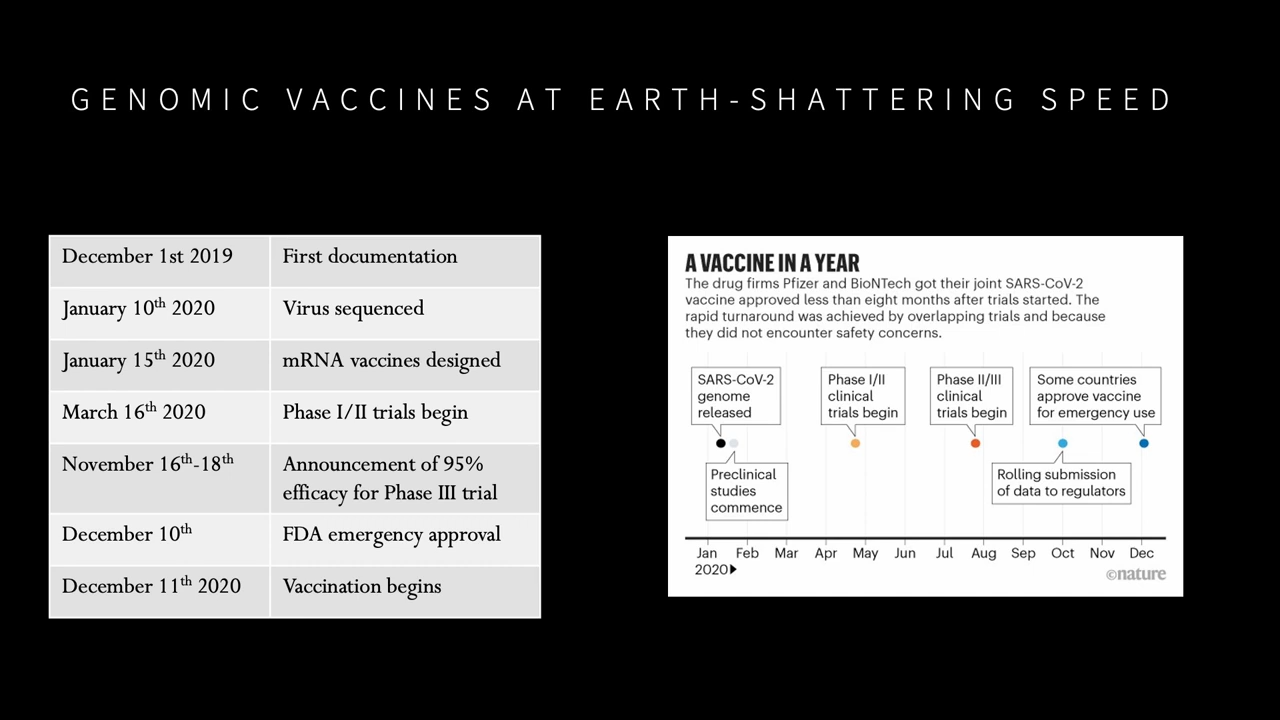 GENOMIC VACCINES AT EARTH-SHATTERING SPEED
December 1st 2019 First documentation
January 10th 2020 Virus sequenced
January 15th 2020 mRNA vaccines designed
March 16th 2020 Phase I/II trials begin
November 16th-18th Announcement of 95%
efficacy for Phase III trial
December 10th FDA emergency approval
December 11th 2020 Vaccination begins
A VACCINE IN A YEAR
The drug firms Pfizer and BioNTech got their joint SARS-CoV-2
vaccine approved less than eight months after trials started. The
rapid turnaround was achieved by overlapping trials and because
they did not encounter safety concerns.
SARS-CoV-2
genome
released
Phase I/II
clinical
trials begin
Phase II/III
clinical
trials begin
Some countries
approve vaccine
for emergency use
Preclinical
studies
commence
Rolling submission
of data to regulators
Jan Feb Mar Apr May Jun Jul Aug Sep Oct Nov Dec
2020
©nature